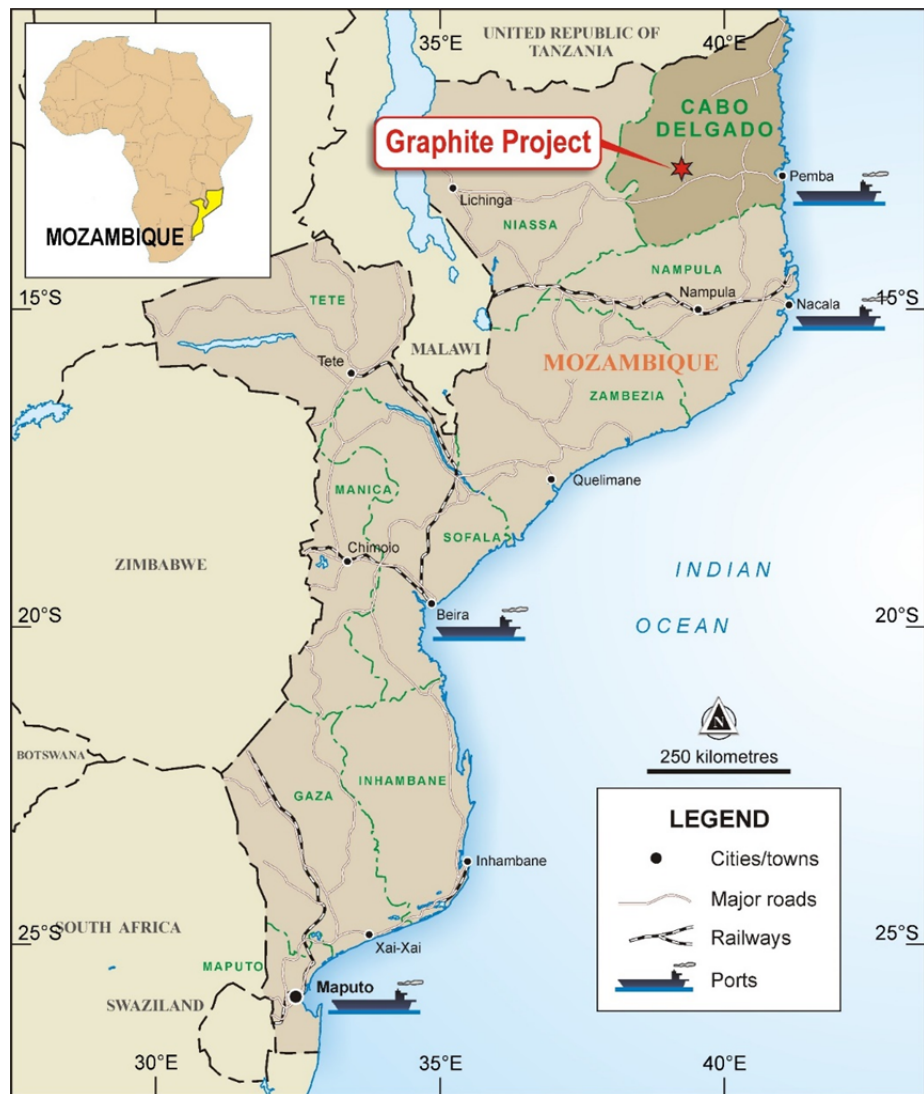 35°E
40°E
UNITED REPUBLIC OF
TANZANIA
MOZAMBIQUE
CABO
DELGADO
Graphite Project
Pemba
Lichinga
NIASSA
NAMPULA
Nampula
Nacala
15°S
15°S
TETE
Tete
MALAWI
MOZAMBIQUE
ZAMBEZIA
Quelimane
MANICA
SOFALA
Chimoio
ZIMBABWE
Beira
INDIAN
OCEAN
20°S
20°S
N
250 kilometres
BOTSWANA
GAZA
INHAMBANE
Inhambane
LEGEND
Cities/towns
Major roads
Railways
Ports
SOUTH AFRICA
25°S
25°S
Xai-Xai
MAPUTO
Maputo
SWAZILAND
30°E
35°E
40°E